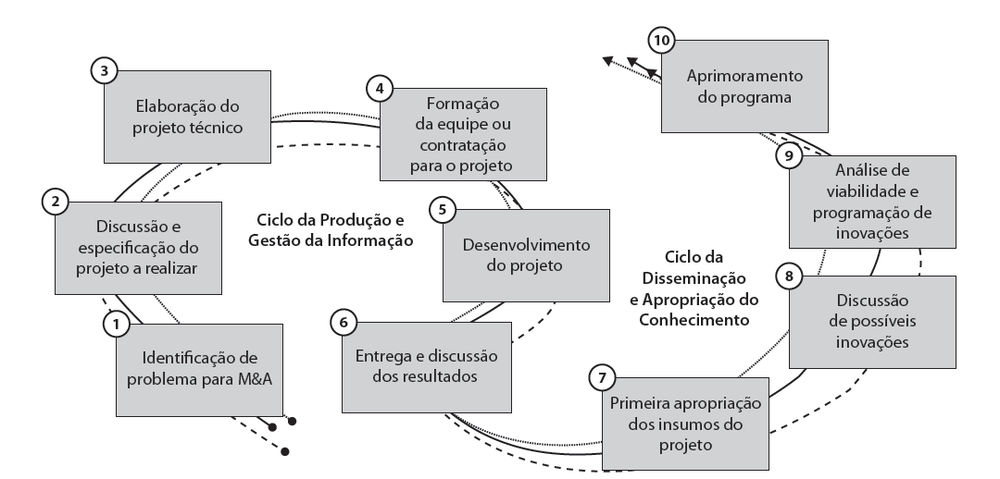 1
Identificação de
problema para M&A
2
Discussão e
especificação do
projeto a realizar
3
Elaboração do
projeto técnico
4
Formação
da equipe ou
contratação
para o projeto
Ciclo da Produção e
Gestão da Informação
5
Desenvolvimento
do projeto
6
Entrega e discussão
dos resultados
7
Primeira apropriação
dos insumos do
projeto
Ciclo da
Disseminação
e Apropriação do
Conhecimento
8
Discussão
de possíveis
inovações
9
Análise de
viabilidade e
programação de
inovações
10
Aprimoramento
do programa